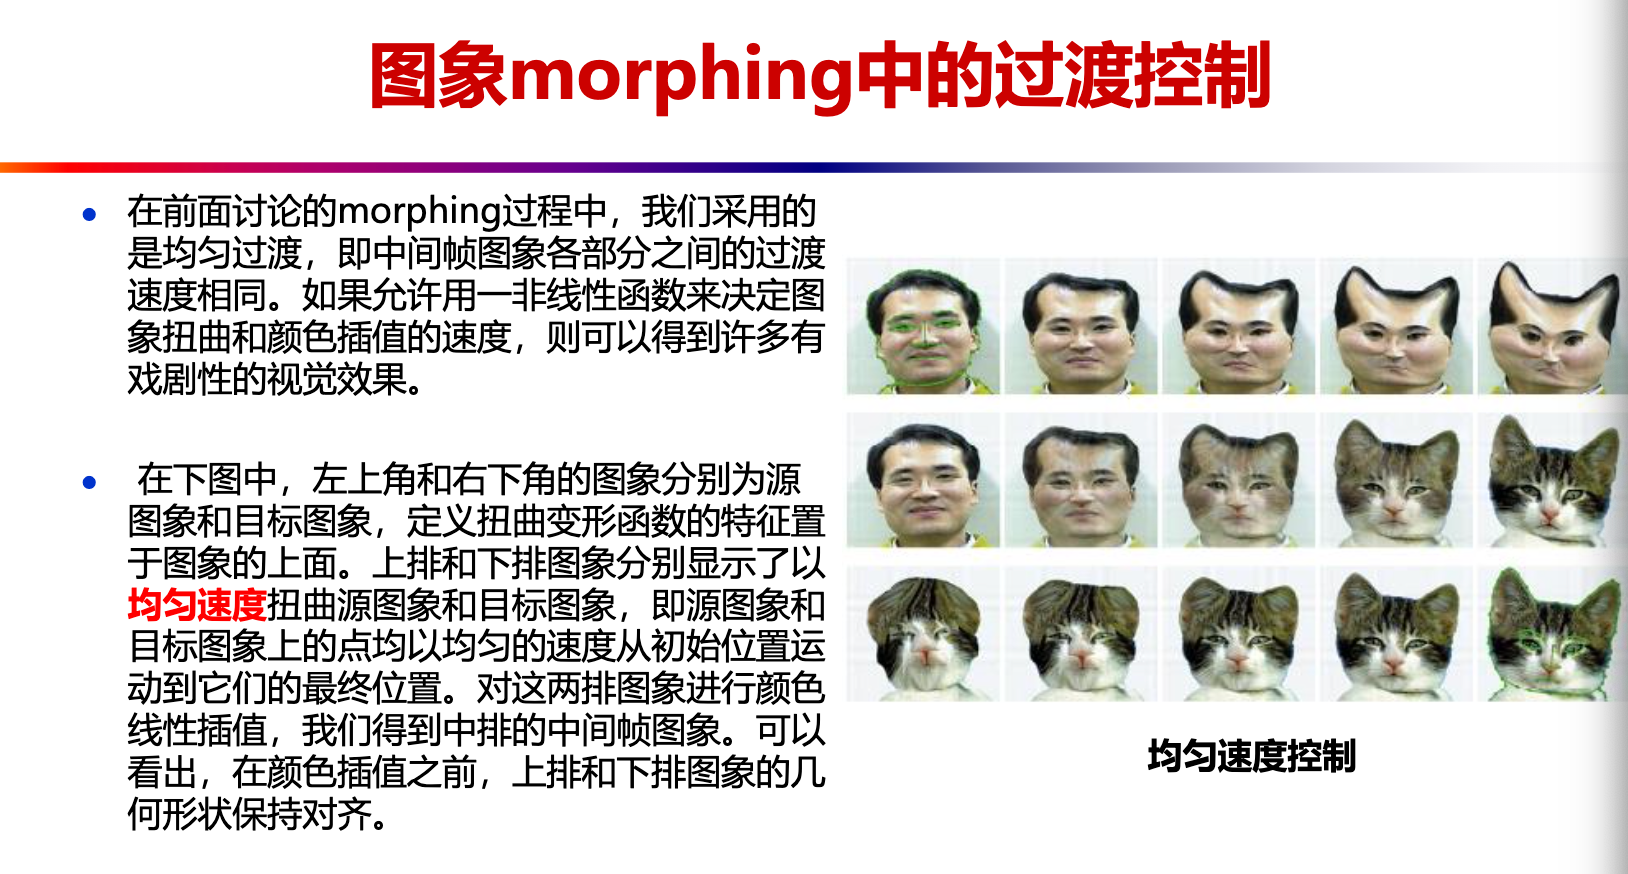 图象morphing中的过渡控制
在前面讨论的morphing过程中，我们采用的
是均匀过渡，即中间帧图象各部分之间的过渡
速度相同。如果允许用一非线性函数来决定图
象扭曲和颜色插值的速度，则可以得到许多有
戏剧性的视觉效果。
在下图中，左上角和右下角的图象分别为源
图象和目标图象，定义扭曲变形函数的特征置
于图象的上面。上排和下排图象分别显示了以
均匀速度扭曲源图象和目标图象，即源图象和
目标图象上的点均以均匀的速度从初始位置运
动到它们的最终位置。对这两排图象进行颜色
线性插值，我们得到中排的中间帧图象。可以
看出，在颜色插值之前，上排和下排图象的几
何形状保持对齐。
均匀速度控制